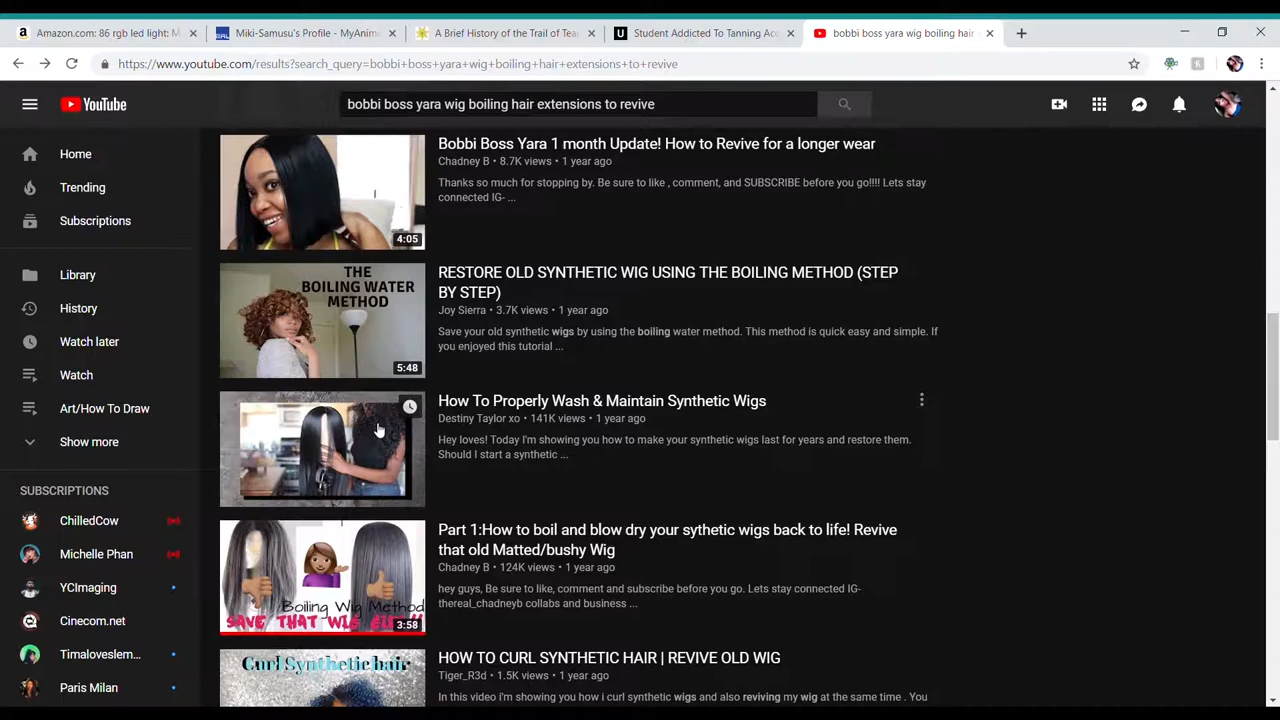 Amazon.com: 86 pro led light: M
Miki-Samusu's Profile - MyAnim
A Brief History of the Trail of Tea
Student Addicted To Tanning Acc
bobbi boss yara wig boiling hair
https://www.youtube.com/results?search_query=bobbi+boss+yara+wig+boiling+hair+extensions+to+revive
YouTube
bobbi boss yara wig boiling hair extensions to revive
Home
Trending
Subscriptions
Library
History
Watch later
Watch
Art/How To Draw
Show more
SUBSCRIPTIONS
ChilledCow
Michelle Phan
YCImaging
Cinecom.net
Timaloveslem...
Paris Milan
4:05
Bobbi Boss Yara 1 month Update! How to Revive for a longer wear
Chadney B • 8.7K views • 1 year ago
Thanks so much for stopping by. Be sure to like , comment, and SUBSCRIBE before you go!!!! Lets stay
connected IG- ...
THE
BOILING WATER
METHOD
5:48
RESTORE OLD SYNTHETIC WIG USING THE BOILING METHOD (STEP
BY STEP)
Joy Sierra • 3.7K views • 1 year ago
Save your old synthetic wigs by using the boiling water method. This method is quick easy and simple. If
you enjoyed this tutorial ...
How To Properly Wash & Maintain Synthetic Wigs
Destiny Taylor xo • 141K views • 1 year ago
Hey loves! Today I'm showing you how to make your synthetic wigs last for years and restore them.
Should I start a synthetic ...
Boiling Wig Method
SAVE THAT WIG
3:58
Part 1:How to boil and blow dry your sythetic wigs back to life! Revive
that old Matted/bushy Wig
Chadney B • 124K views • 1 year ago
hey guys, Be sure to like, comment and subscribe before you go. Lets stay connected IG-
thereal_chadneyb collabs and business ...
Curl Synthetic hair
HOW TO CURL SYNTHETIC HAIR | REVIVE OLD WIG
Tiger_R3d • 1.5K views • 1 year ago
In this video i'm showing you how i curl synthetic wigs and also reviving my wig at the same time . You